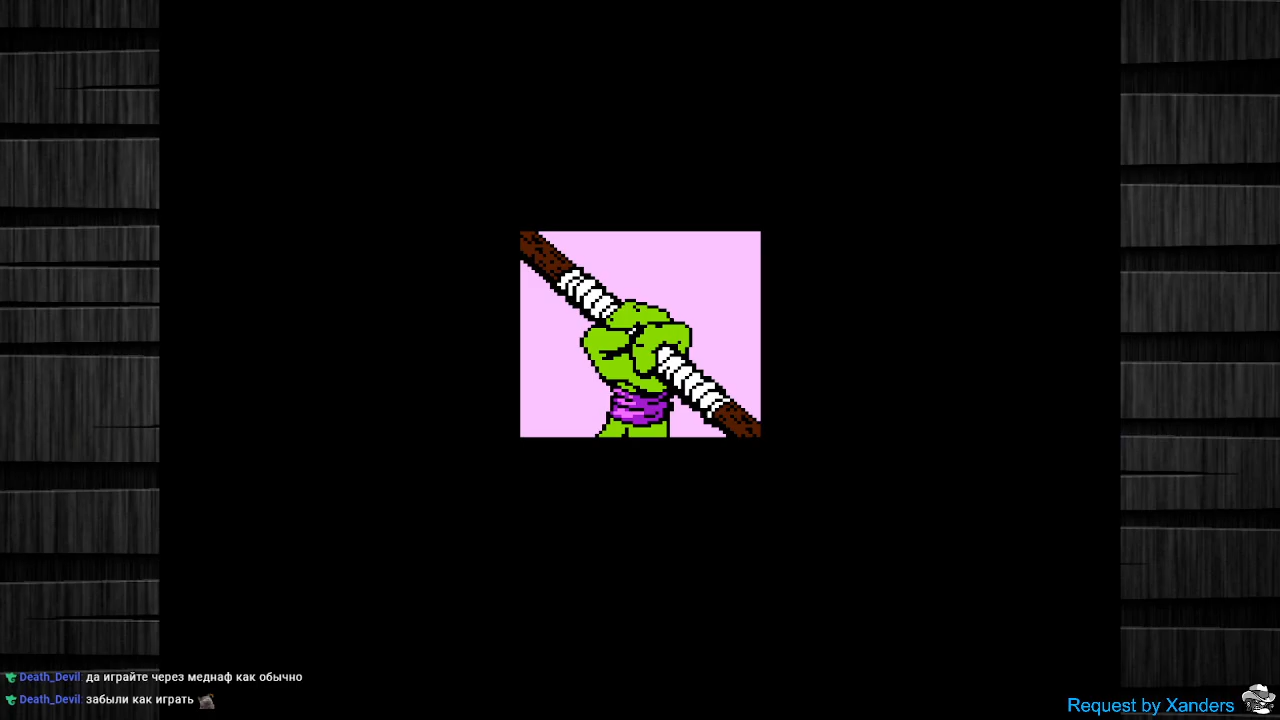 Death_Devil: да играйте через меднаф как обычно
Death_Devil: забыли как играть
Request by Xanders